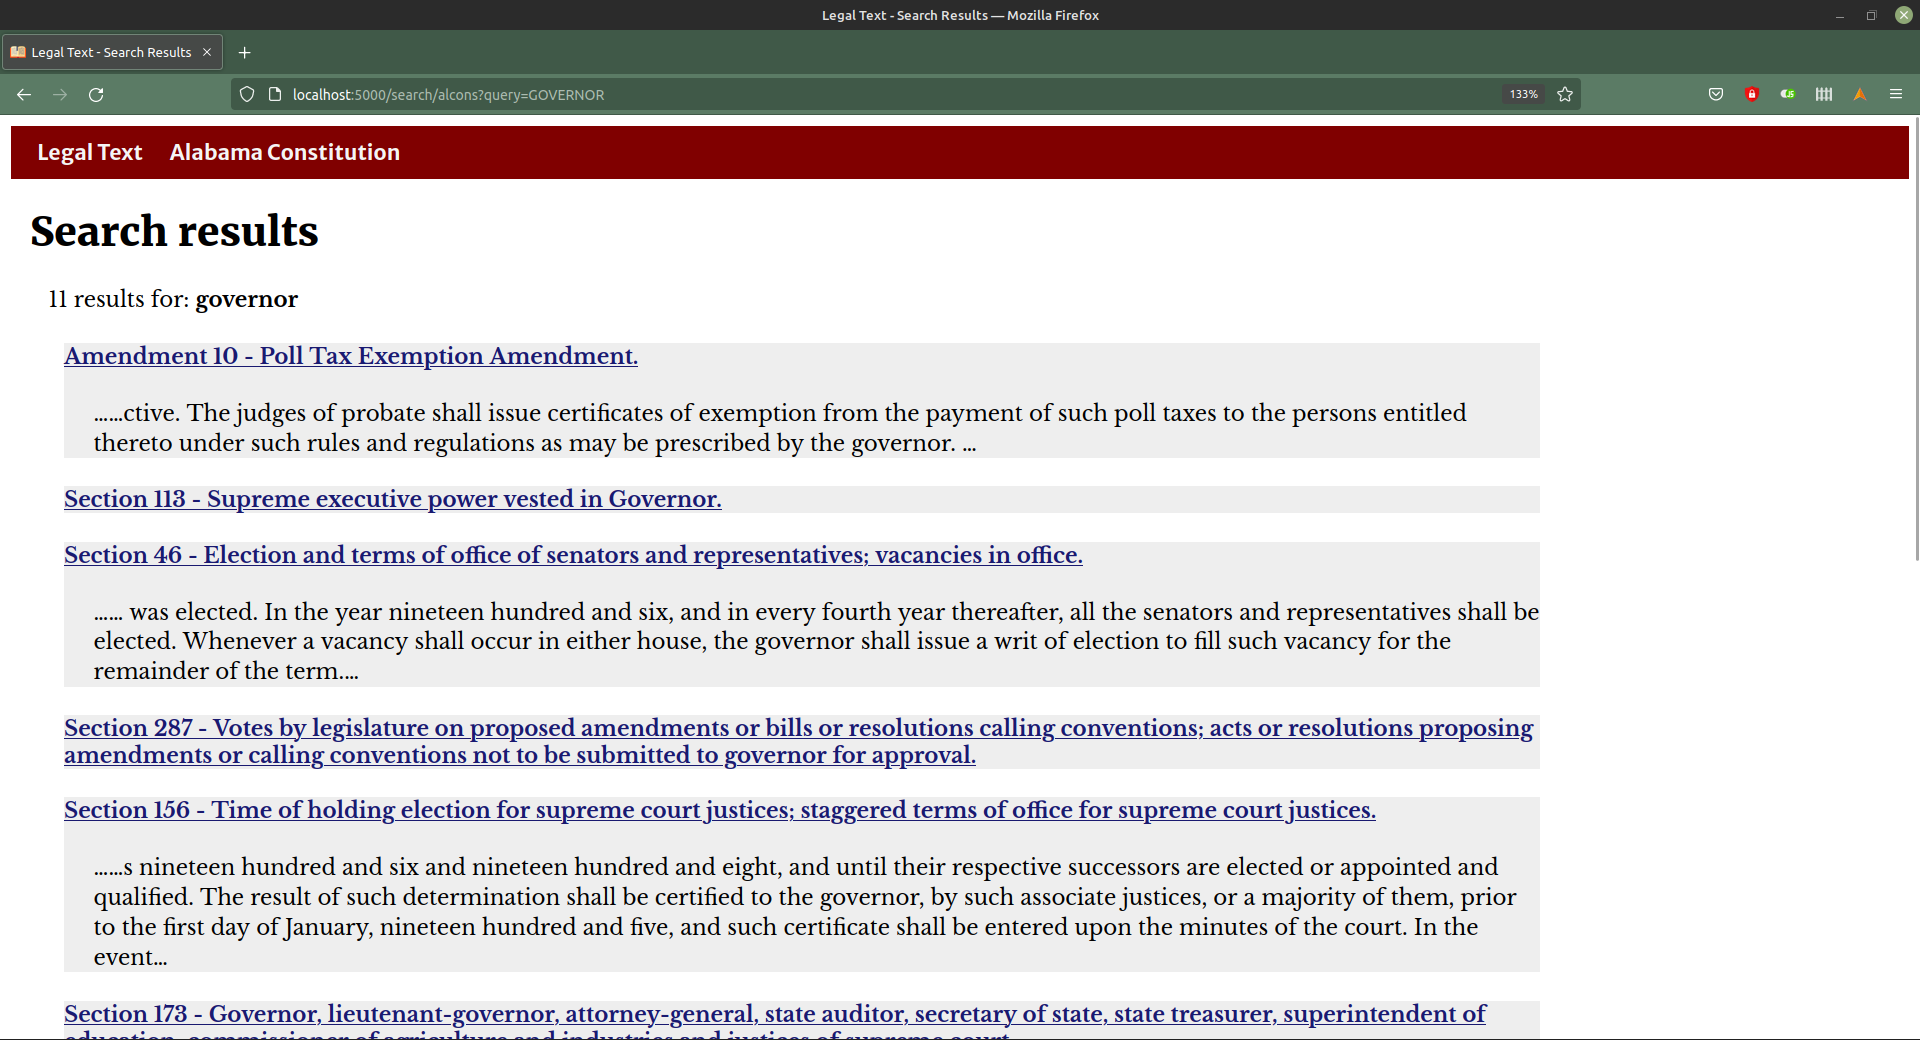 Legal Text - Search Results — Mozilla Firefox
Legal Text - Search Results
localhost:5000/search/alcons?query=GOVERNOR
133%
Legal Text Alabama Constitution
Search results
11 results for: governor
Amendment 10 - Poll Tax Exemption Amendment.
……ctive. The judges of probate shall issue certificates of exemption from the payment of such poll taxes to the persons entitled
thereto under such rules and regulations as may be prescribed by the governor. …
Section 113 - Supreme executive power vested in Governor.
Section 46 - Election and terms of office of senators and representatives; vacancies in office.
…… was elected. In the year nineteen hundred and six, and in every fourth year thereafter, all the senators and representatives shall be
elected. Whenever a vacancy shall occur in either house, the governor shall issue a writ of election to fill such vacancy for the
remainder of the term.…
Section 287 - Votes by legislature on proposed amendments or bills or resolutions calling conventions; acts or resolutions proposing
amendments or calling conventions not to be submitted to governor for approval.
Section 156 - Time of holding election for supreme court justices; staggered terms of office for supreme court justices.
……s nineteen hundred and six and nineteen hundred and eight, and until their respective successors are elected or appointed and
qualified. The result of such determination shall be certified to the governor, by such associate justices, or a majority of them, prior
to the first day of January, nineteen hundred and five, and such certificate shall be entered upon the minutes of the court. In the
event…
Section 173 - Governor, lieutenant-governor, attorney-general, state auditor, secretary of state, state treasurer, superintendent of
education, commissioner of agriculture and industries and justices of supreme court.